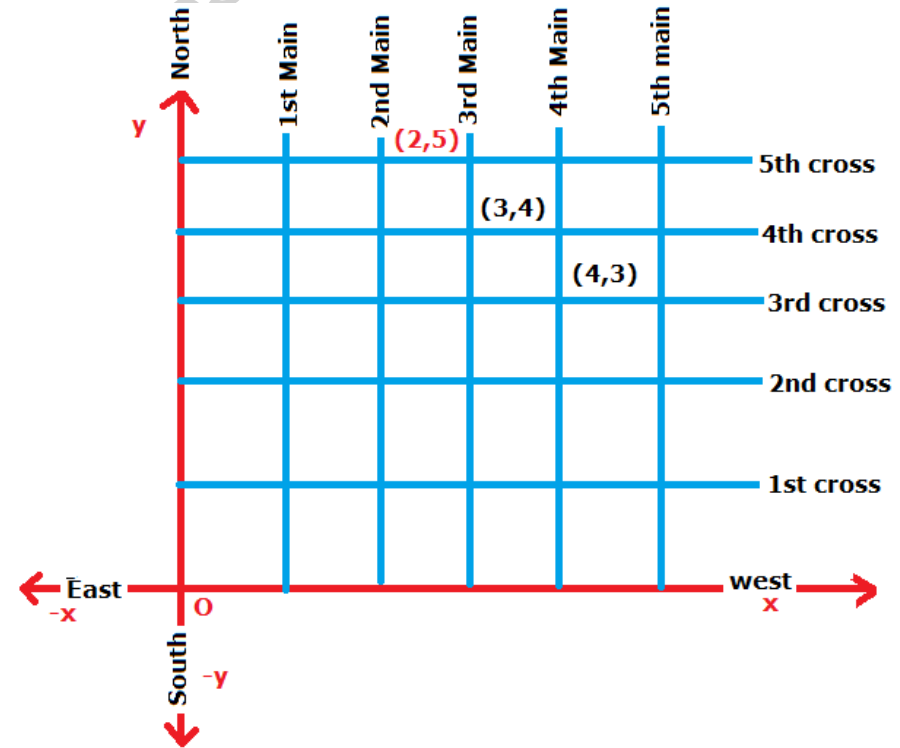 North
1st Main
2nd Main
3rd Main
4th Main
5th main
y
(2,5)
5th cross
(3,4)
4th cross
(4,3)
3rd cross
2nd cross
1st cross
East
-x
O
west
x
South
-y